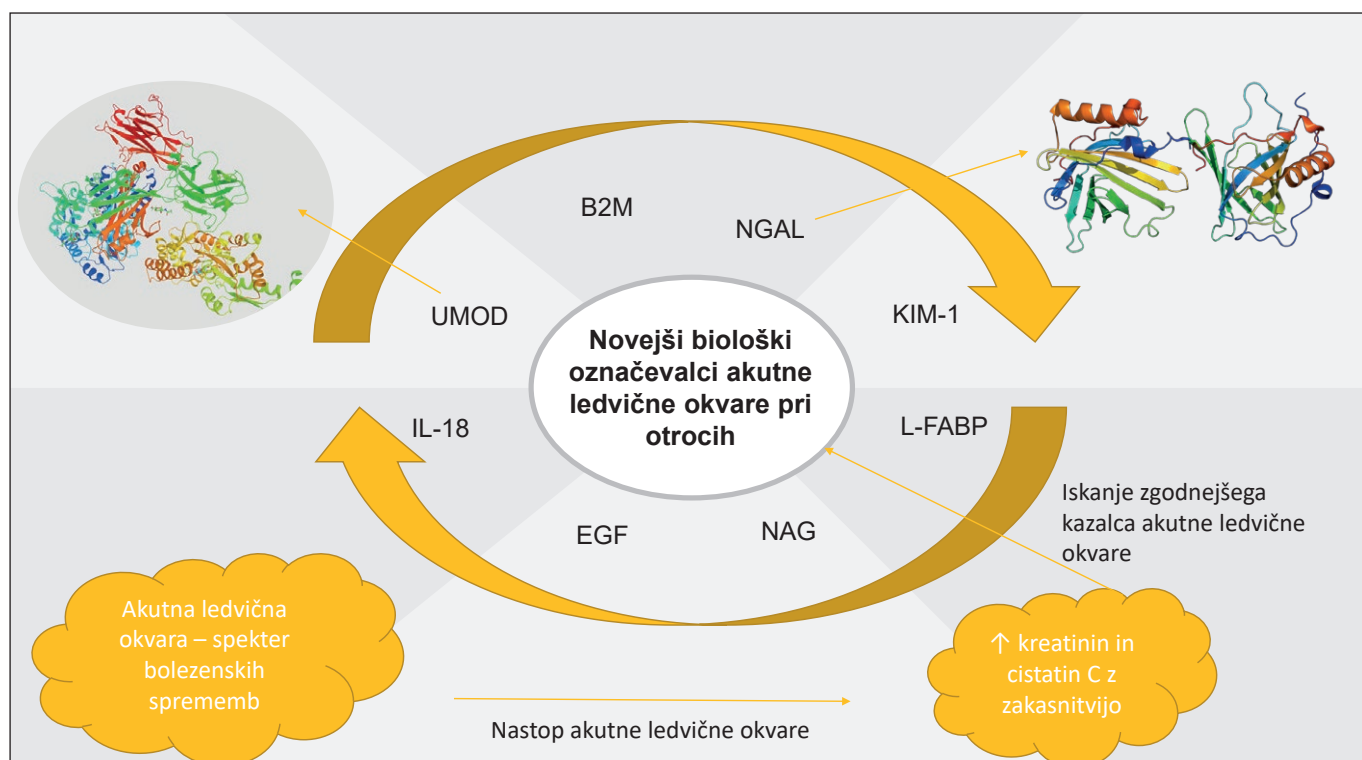 B2M
NGAL
UMOD
KIM-1
Novejši biološki
označevalci akutne
ledvične okvare pri
otrocih
IL-18
L-FABP
EGF
NAG
Iskanje zgodnejšega
kazalca akutne ledvične
okvare
Akutna ledvična
okvara – spekter
bolezenskih
sprememb
↑ kreatinin in
cistatin C z
zakasnitvijo
Nastop akutne ledvične okvare